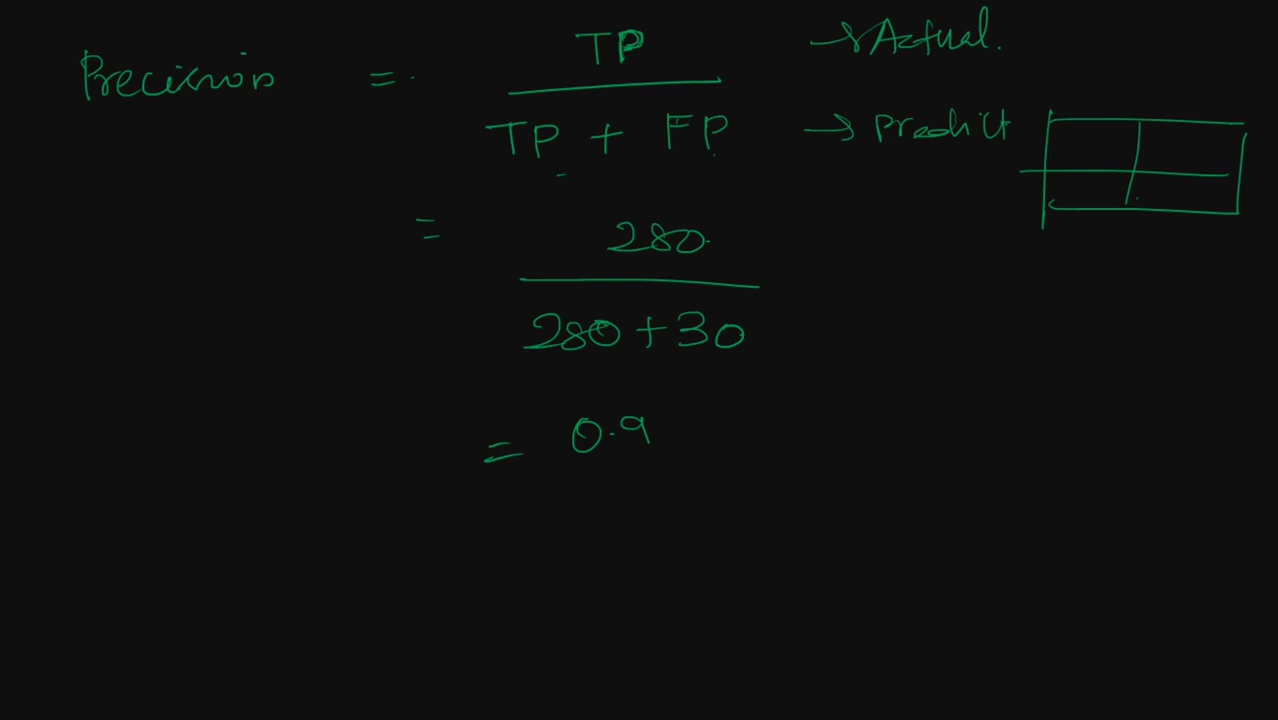 Precision = TP → Actual.
TP + FP → Predict
= 280
280 + 30
= 0.9